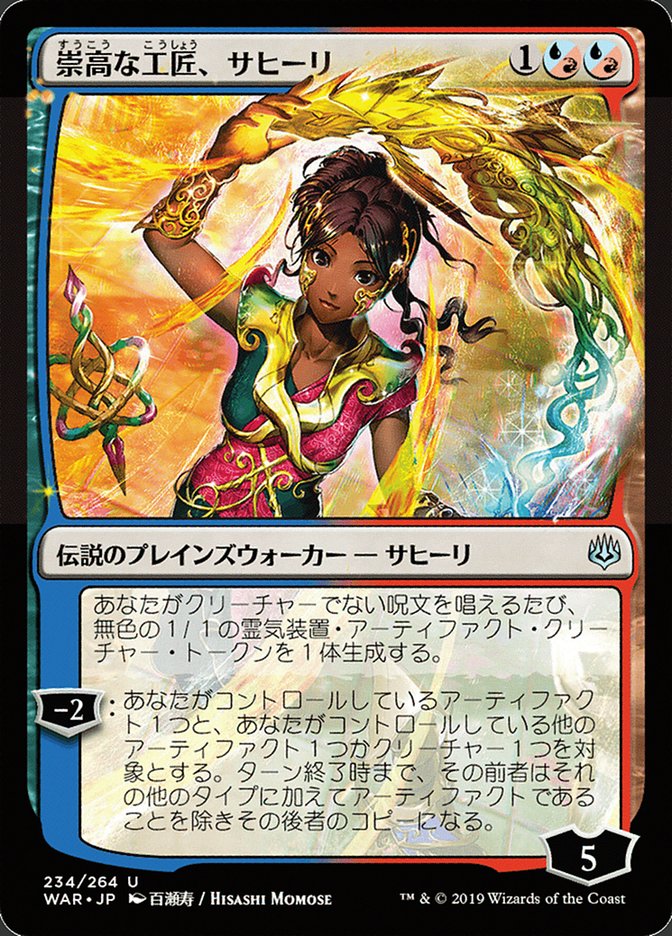 すうこう こうしょう
崇高な工匠、サヒーリ 1
伝説のプレインズウォーカー — サヒーリ
あなたがクリーチャーでない呪文を唱えるたび、
無色の1/1の霊気装置・アーティファクト・クリー
チャー・トークンを1体生成する。
-2:あなたがコントロールしているアーティファク
ト1つと、あなたがコントロールしている他の
アーティファクト1つかクリーチャー1つを対
象とする。ターン終了時まで、その前者はそれ
の他のタイプに加えてアーティファクトである
ことを除きその後者のコピーになる。
5
234/264 U
WAR • JP 百瀬寿 / Hisashi Momose
™ & © 2019 Wizards of the Coast